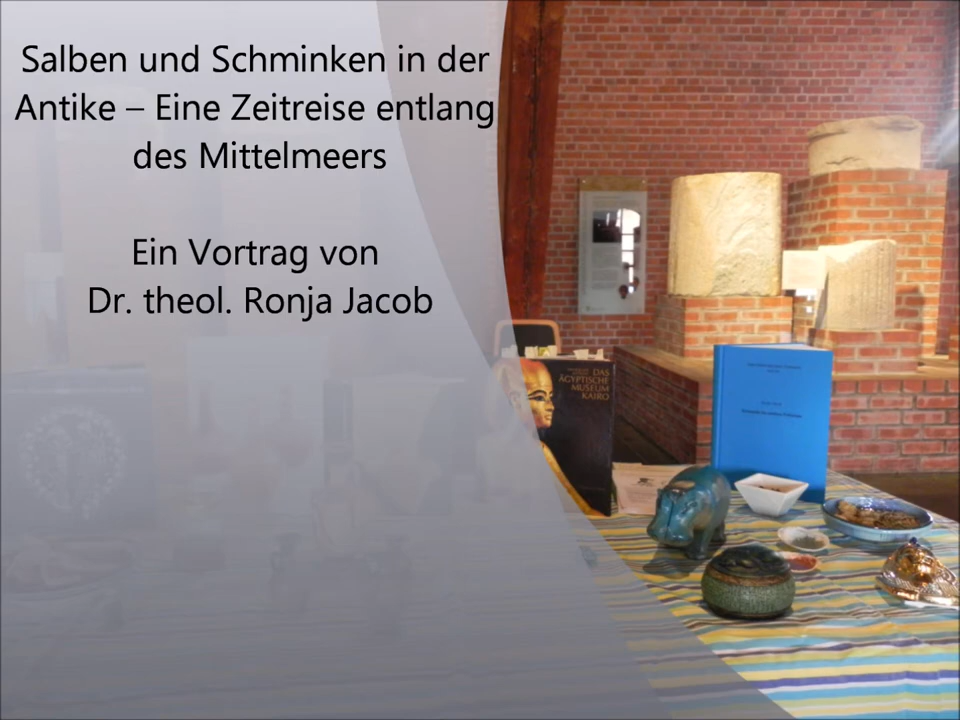 Salben und Schminken in der
Antike – Eine Zeitreise entlang
des Mittelmeers
Ein Vortrag von
Dr. theol. Ronja Jacob
DAS
ÄGYPTISCHE
MUSEUM
KAIRO